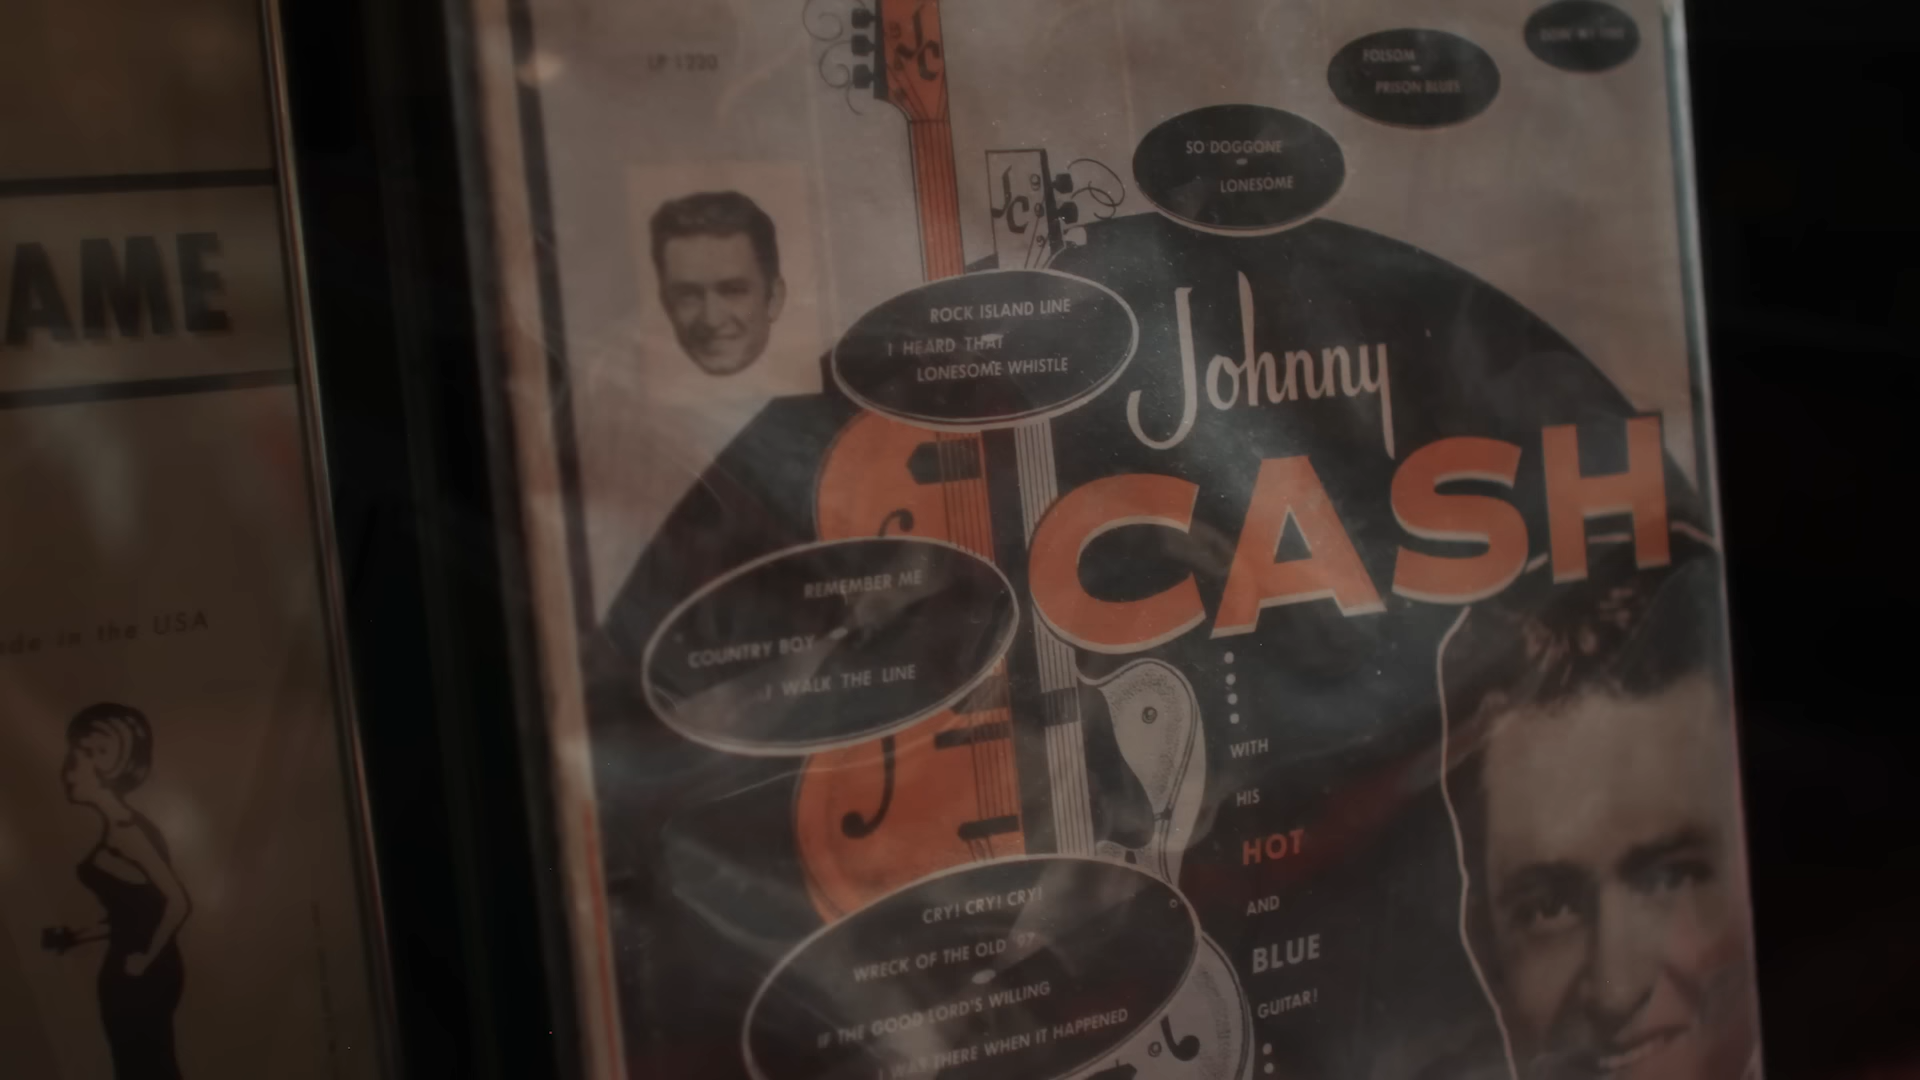 AME
in the USA
LP 1220
JC
JC
FOLSOM
PRISON BLUES
SO DOGGONE
LONESOME
ROCK ISLAND LINE
I HEARD THAT
LONESOME WHISTLE
Johnny
CASH
REMEMBER ME
COUNTRY BOY
I WALK THE LINE
WITH
HIS
HOT
AND
BLUE
GUITAR!
CRY! CRY! CRY!
WRECK OF THE OLD '97
IF THE GOOD LORD'S WILLING
I WAS THERE WHEN IT HAPPENED